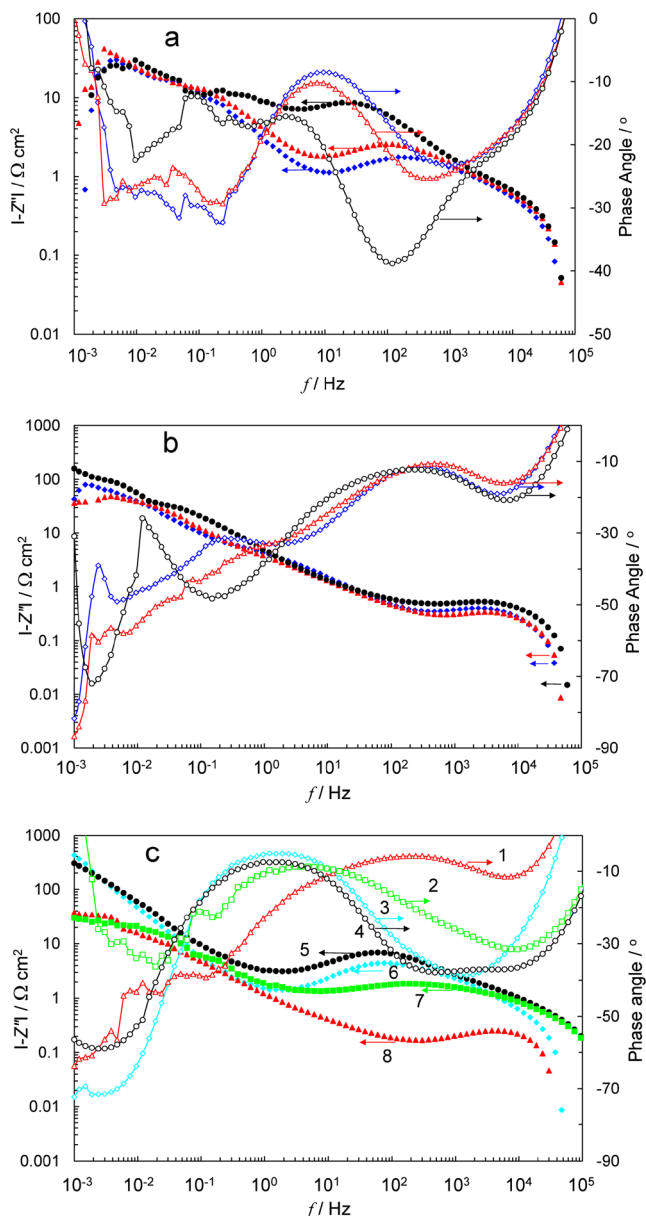 a
100
10
1
0.1
0.01
I-Z"I / Ω cm²
0
-10
-20
-30
-40
-50
Phase Angle / º
10⁻³ 10⁻² 10⁻¹ 10⁰ 10¹ 10² 10³ 10⁴ 10⁵
f / Hz
b
1000
100
10
1
0.1
0.01
0.001
I-Z"I / Ω cm²
-10
-30
-50
-70
-90
Phase Angle / º
10⁻³ 10⁻² 10⁻¹ 10⁰ 10¹ 10² 10³ 10⁴ 10⁵
f / Hz
c
1000
100
10
1
0.1
0.01
0.001
I-Z"I / Ω cm²
1
2
3
4
5
6
7
8
-10
-30
-50
-70
-90
Phase angle / º
10⁻³ 10⁻² 10⁻¹ 10⁰ 10¹ 10² 10³ 10⁴ 10⁵
f / Hz